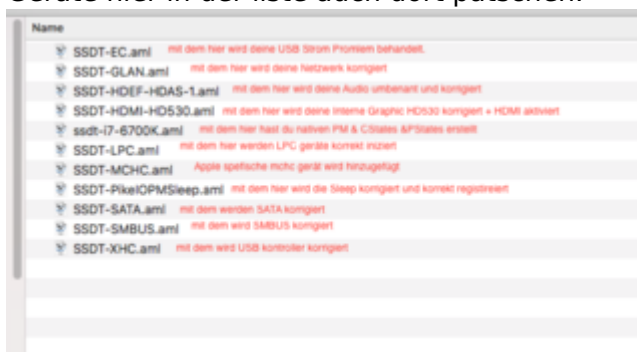 Geräte hier in der liste auch dort patschen.
Name
SSDT-EC.aml mit dem hier wird deine USB Strom Promlem behandelt.
SSDT-GLAN.aml mit dem hier wird deine Netzwerk korrigiert
SSDT-HDEF-HDAS-1.aml mit dem hier wird deine Audio umbenant und korrigiert
SSDT-HDMI-HD530.aml mit dem hier wird deine Interne Graphic HD530 korrigiert + HDMI aktiviert
ssdt-i7-6700K.aml mit dem hier hast du nativen PM & CStates &PStates erstellt
SSDT-LPC.aml mit dem hier werden LPC geräte korrekt iniziert
SSDT-MCHC.aml Apple spefische mchc gerät wird hinzugefügt
SSDT-PikelOPMSleep.aml mit dem hier wird die Sleep korrigiert und korrekt registreiert
SSDT-SATA.aml mit dem werden SATA korrigiert
SSDT-SMBUS.aml mit dem wird SMBUS korrigiert
SSDT-XHC.aml mit dem wird USB kontroller korrigiert